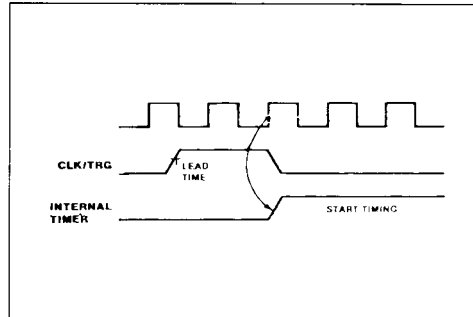 CLK/TRG
LEAD
TIME
INTERNAL
TIMER
START TIMING